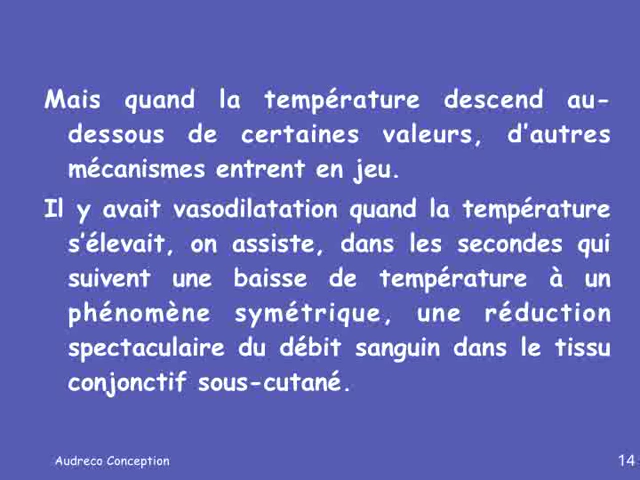 Mais quand la température descend au-
dessous de certaines valeurs, d'autres
mécanismes entrent en jeu.
Il y avait vasodilatation quand la température
s'élevait, on assiste, dans les secondes qui
suivent une baisse de température à un
phénomène symétrique, une réduction
spectaculaire du débit sanguin dans le tissu
conjonctif sous-cutané.
Audreco Conception
14